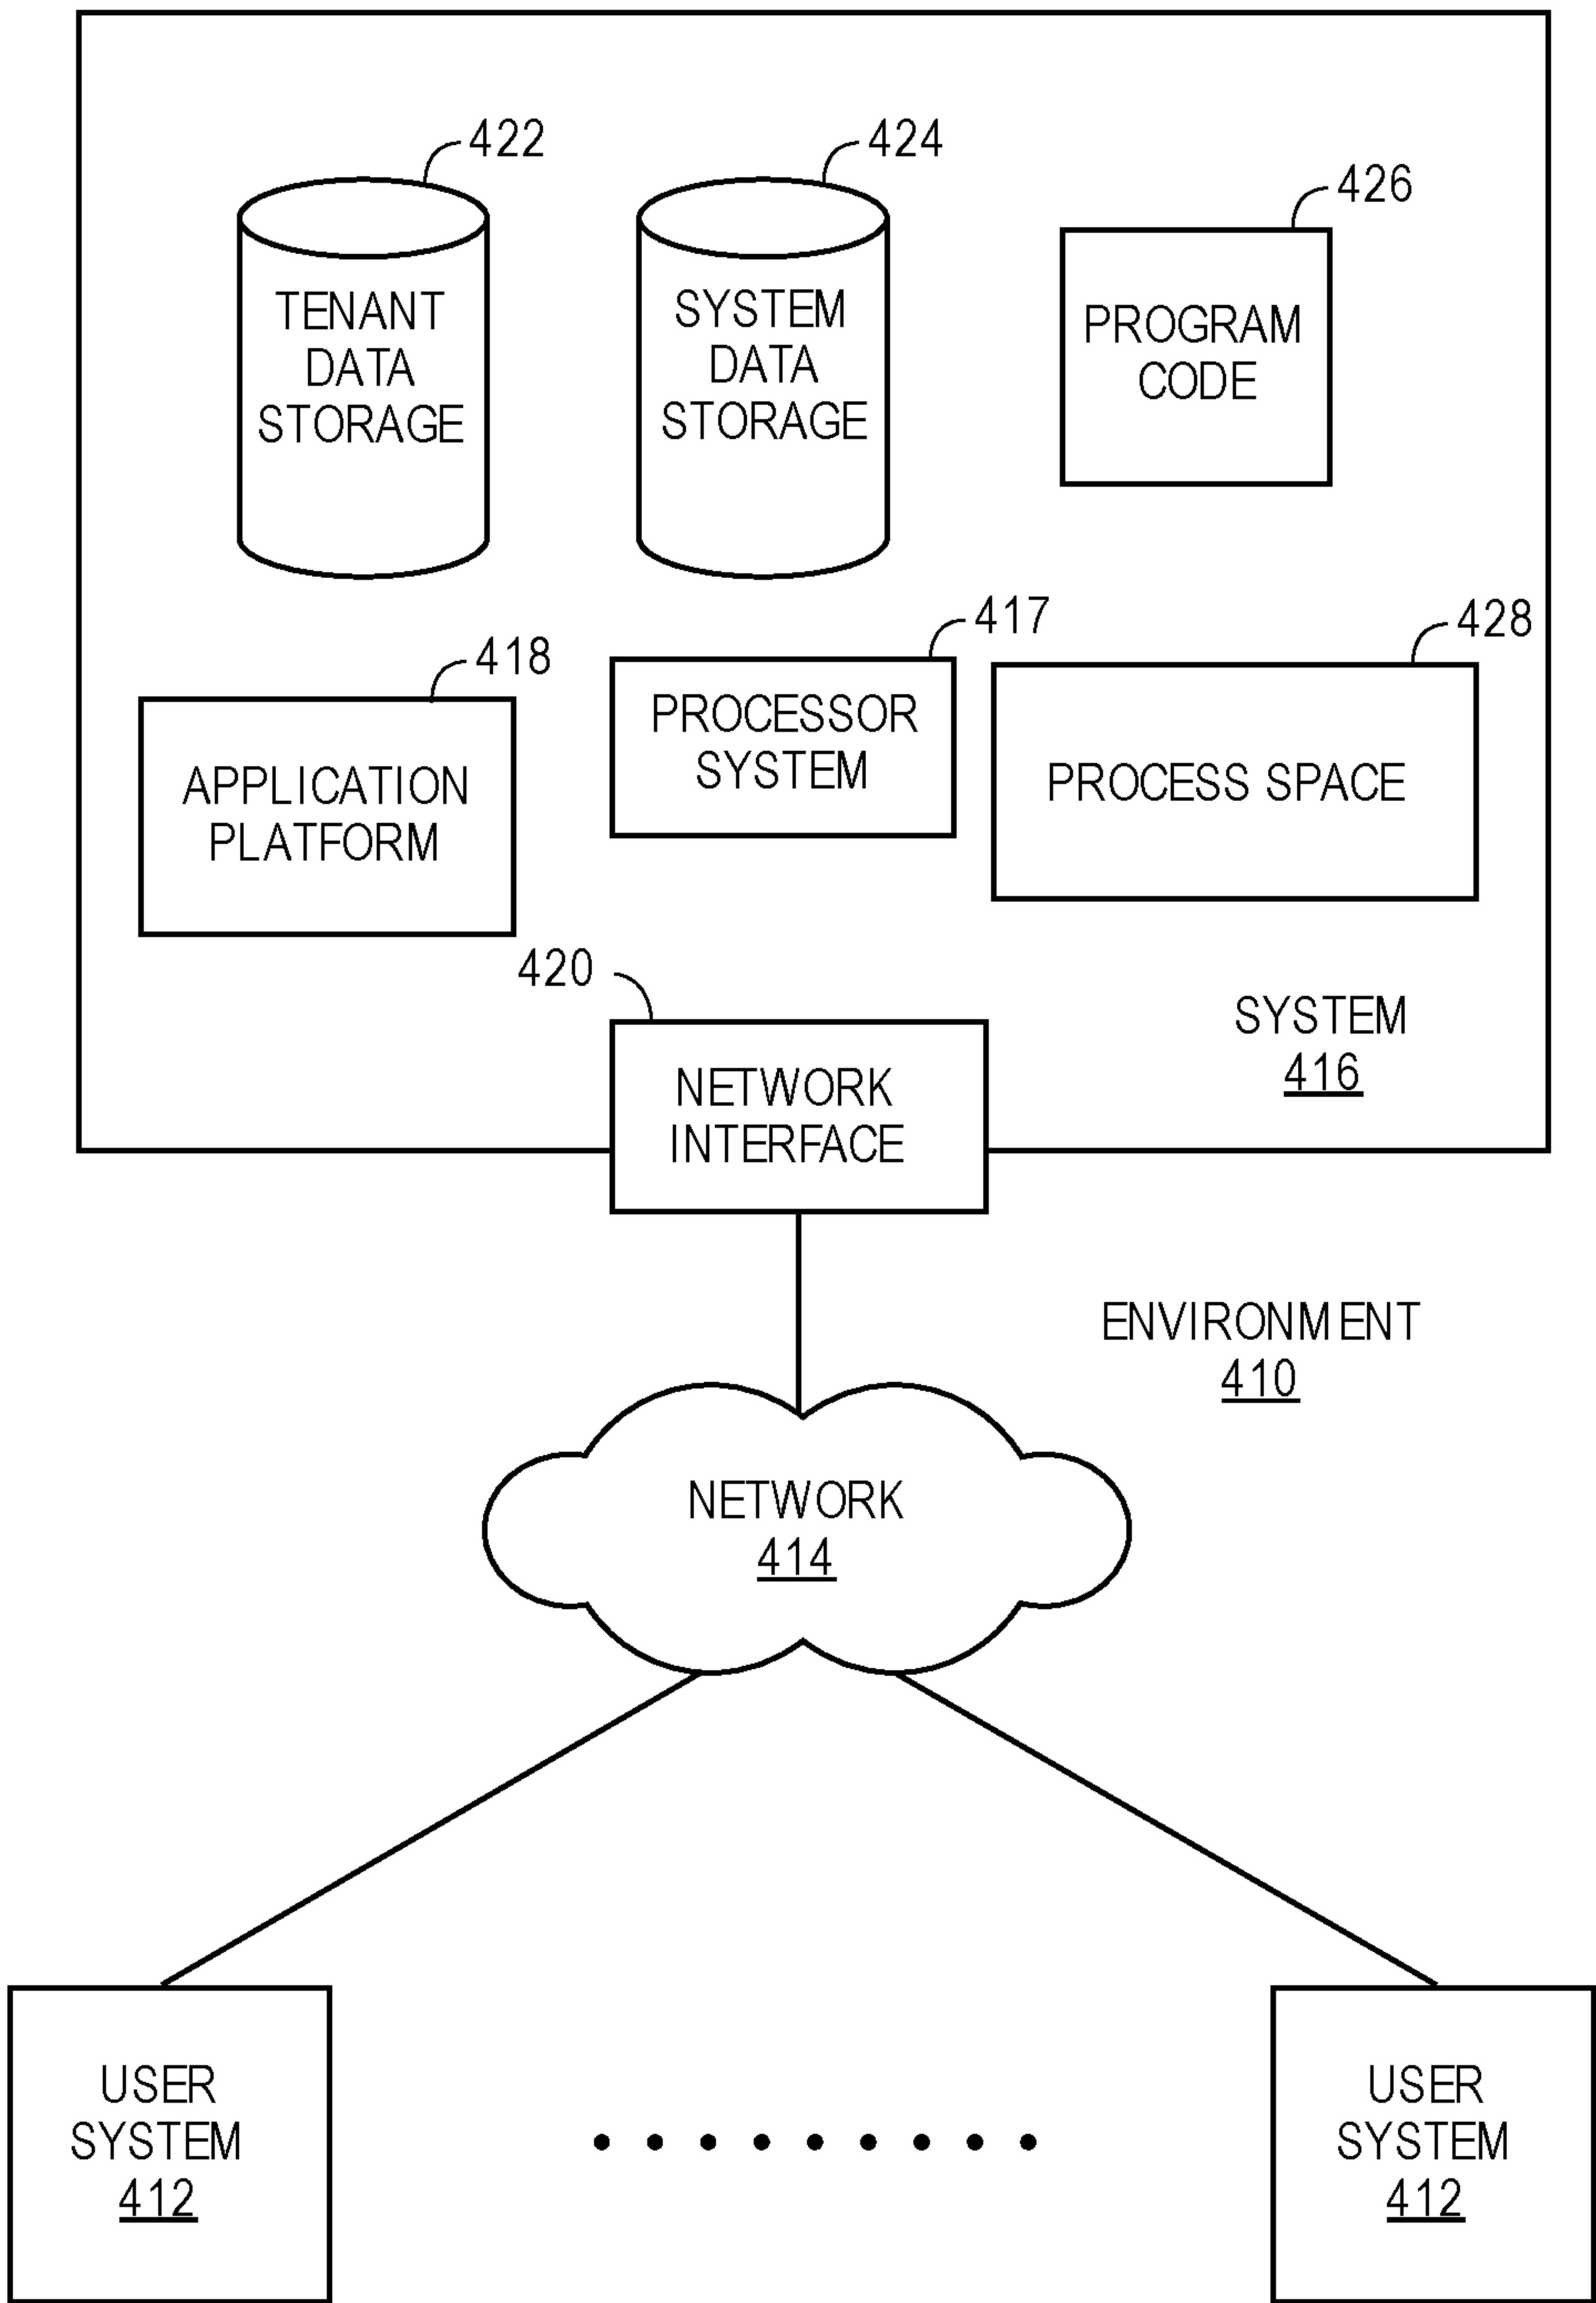 422
424
426
TENANT
DATA
STORAGE
SYSTEM
DATA
STORAGE
PROGRAM
CODE
418
417
428
APPLICATION
PLATFORM
PROCESSOR
SYSTEM
PROCESS SPACE
420
NETWORK
INTERFACE
SYSTEM
416
ENVIRONMENT
410
NETWORK
414
USER
SYSTEM
412
USER
SYSTEM
412